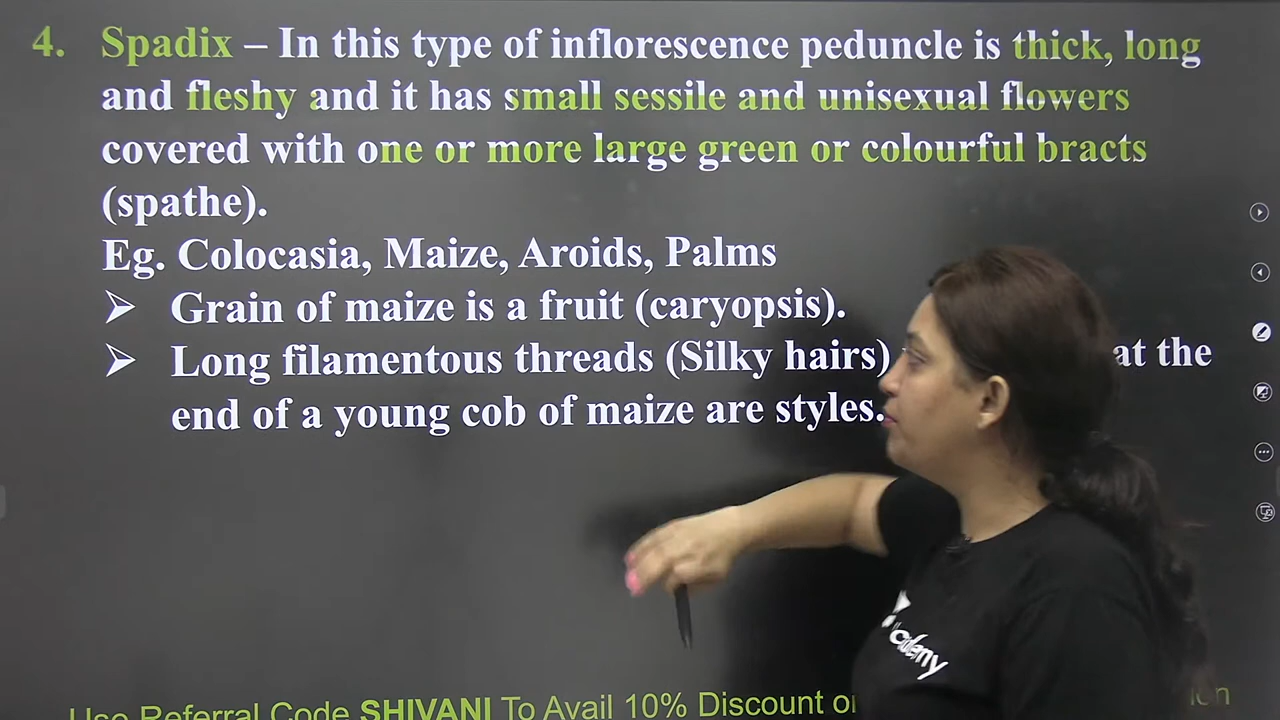 4. Spadix – In this type of inflorescence peduncle is thick, long
and fleshy and it has small sessile and unisexual flowers
covered with one or more large green or colourful bracts
(spathe).
Eg. Colocasia, Maize, Aroids, Palms
➢ Grain of maize is a fruit (caryopsis).
➢ Long filamentous threads (Silky hairs) at the
end of a young cob of maize are styles.
Use Referral Code SHIVANI To Avail 10% Discount